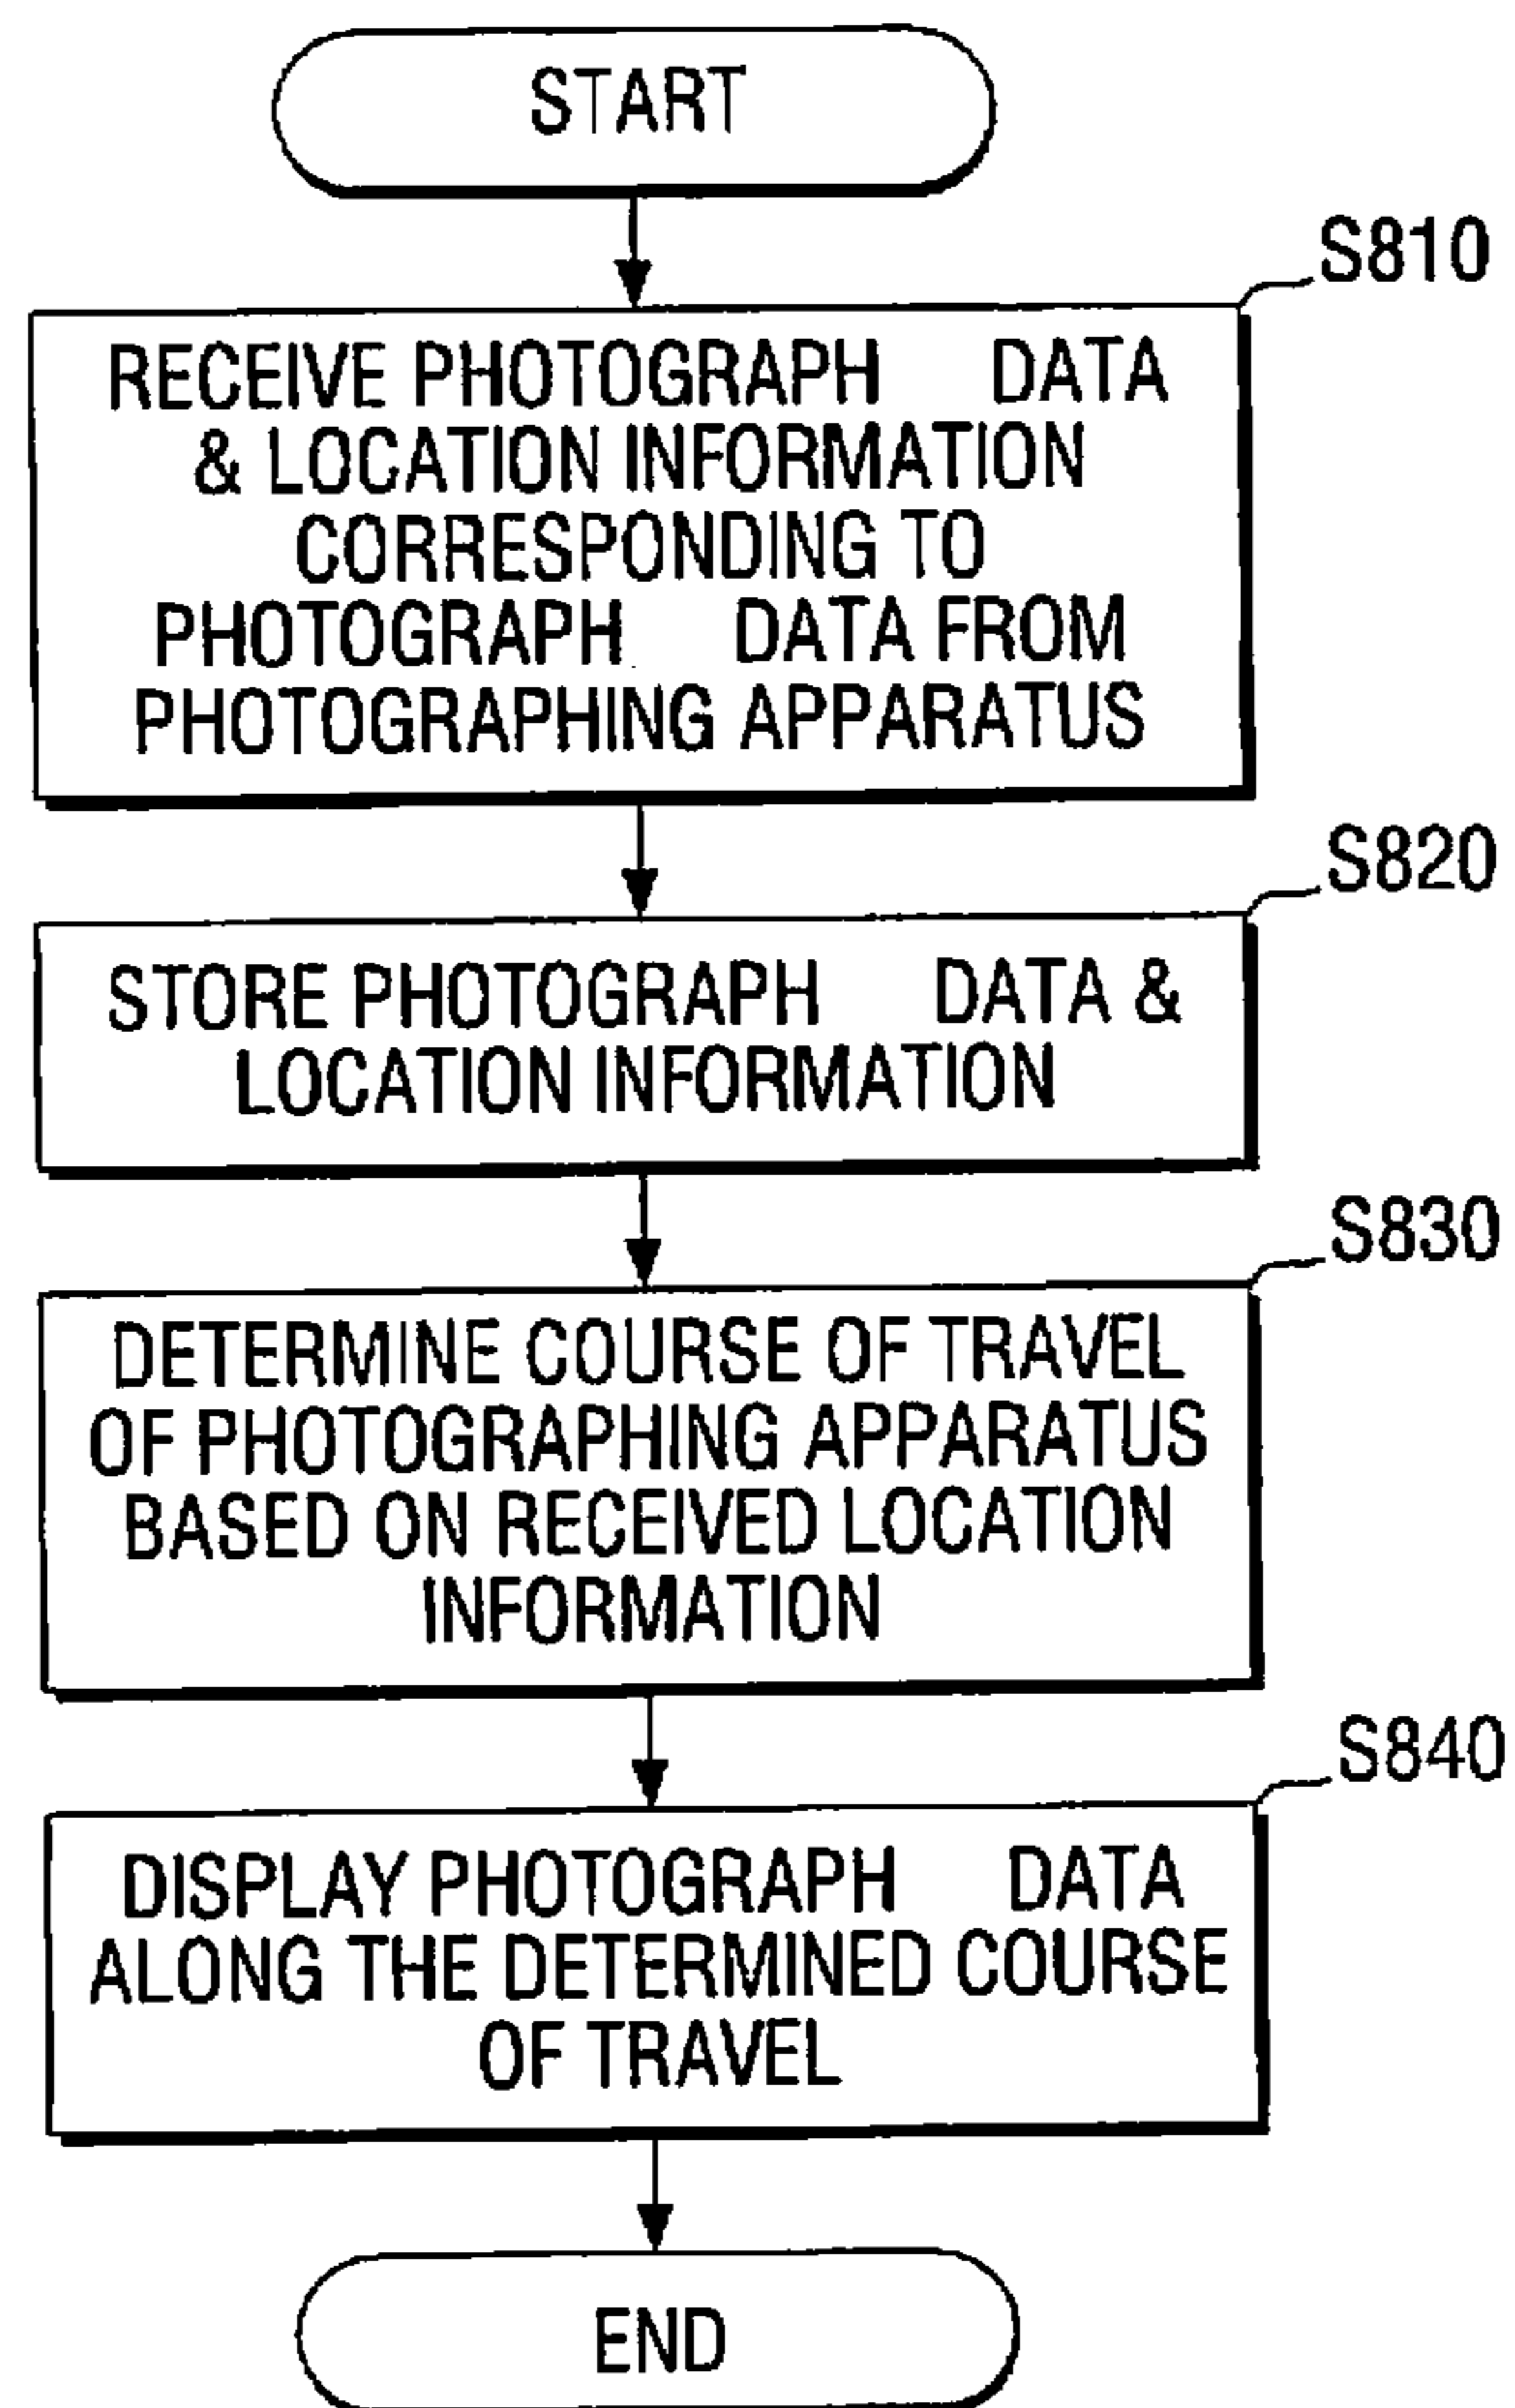 START
S810
RECEIVE PHOTOGRAPH DATA
& LOCATION INFORMATION
CORRESPONDING TO
PHOTOGRAPH DATA FROM
PHOTOGRAPHING APPARATUS
S820
STORE PHOTOGRAPH DATA &
LOCATION INFORMATION
S830
DETERMINE COURSE OF TRAVEL
OF PHOTOGRAPHING APPARATUS
BASED ON RECEIVED LOCATION
INFORMATION
S840
DISPLAY PHOTOGRAPH DATA
ALONG THE DETERMINED COURSE
OF TRAVEL
END